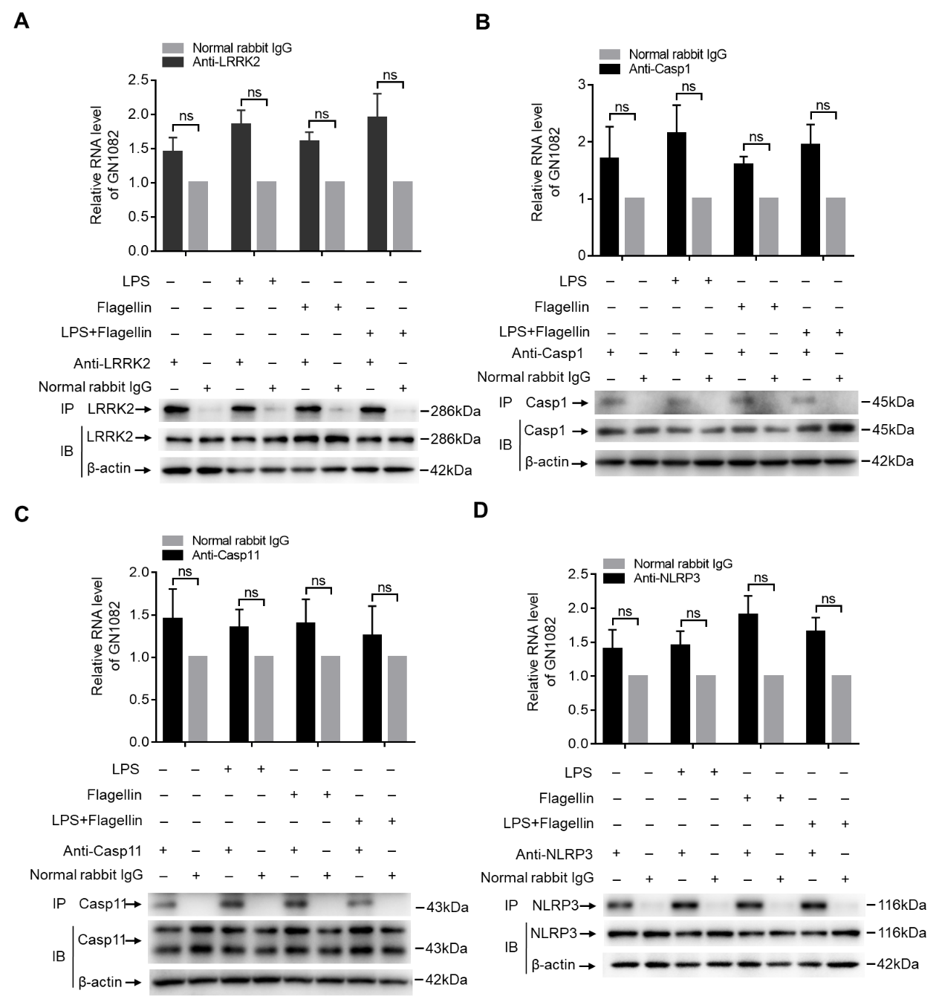 A
Normal rabbit IgG
Anti-LRRK2
Relative RNA level
of GN1082
2.5
2.0
1.5
1.0
0.5
0.0
ns
ns
ns
ns
LPS − − + + − − − −
Flagellin − − − − + + − −
LPS+Flagellin − − − − − − + +
Anti-LRRK2 + − + − + − + −
Normal rabbit IgG − + − + − + − +
IP LRRK2 → −286kDa
IB LRRK2 → −286kDa
β-actin → −42kDa
B
Normal rabbit IgG
Anti-Casp1
Relative RNA level
of GN1082
3
2
1
0
ns
ns
ns
ns
LPS − − + + − − − −
Flagellin − − − − + + − −
LPS+Flagellin − − − − − − + +
Anti-Casp1 + − + − + − + −
Normal rabbit IgG − + − + − + − +
IP Casp1 → −45kDa
IB Casp1 → −45kDa
β-actin → −42kDa
C
Normal rabbit IgG
Anti-Casp11
Relative RNA level
of GN1082
2.0
1.5
1.0
0.5
0.0
ns
ns
ns
ns
LPS − − + + − − − −
Flagellin − − − − + + − −
LPS+Flagellin − − − − − − + +
Anti-Casp11 + − + − + − + −
Normal rabbit IgG − + − + − + − +
IP Casp11 → −43kDa
IB Casp11 → −43kDa
β-actin → −42kDa
D
Normal rabbit IgG
Anti-NLRP3
Relative RNA level
of GN1082
2.5
2.0
1.5
1.0
0.5
0.0
ns
ns
ns
ns
LPS − − + + − − − −
Flagellin − − − − + + − −
LPS+Flagellin − − − − − − + +
Anti-NLRP3 + − + − + − + −
Normal rabbit IgG − + − + − + − +
IP NLRP3 → −116kDa
IB NLRP3 → −116kDa
β-actin → −42kDa